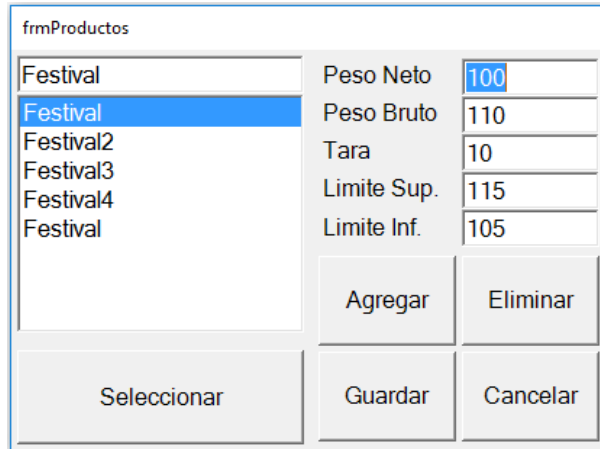 frmProductos
Festival
Festival
Festival2
Festival3
Festival4
Festival
Seleccionar
Peso Neto 100
Peso Bruto 110
Tara 10
Limite Sup. 115
Limite Inf. 105
Agregar Eliminar
Guardar Cancelar